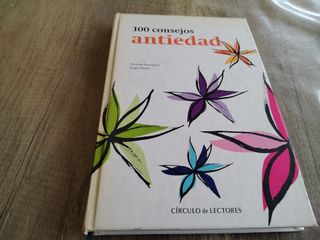 100 consejos
antiedad
CÍRCULO de LECTORES